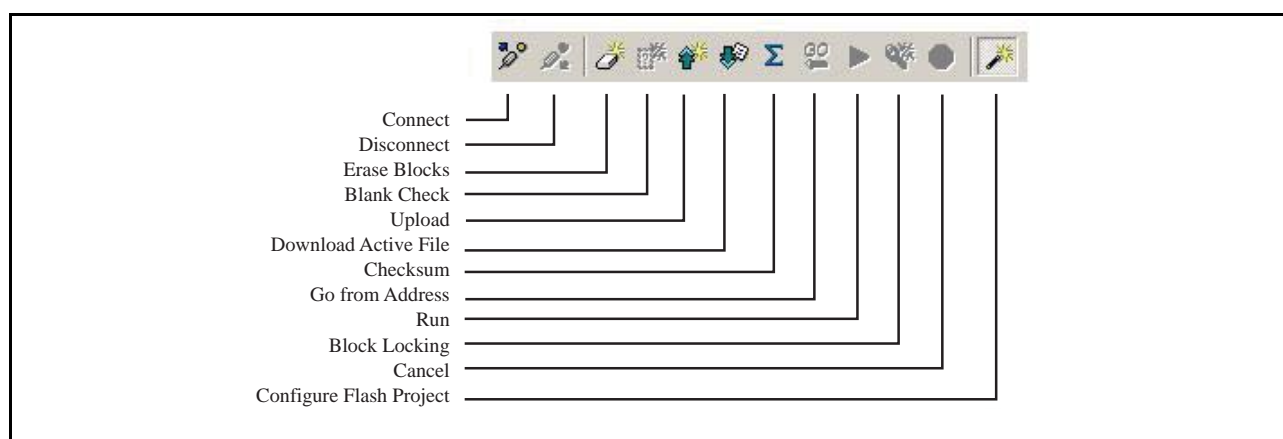 Σ
GO
Connect
Disconnect
Erase Blocks
Blank Check
Upload
Download Active File
Checksum
Go from Address
Run
Block Locking
Cancel
Configure Flash Project